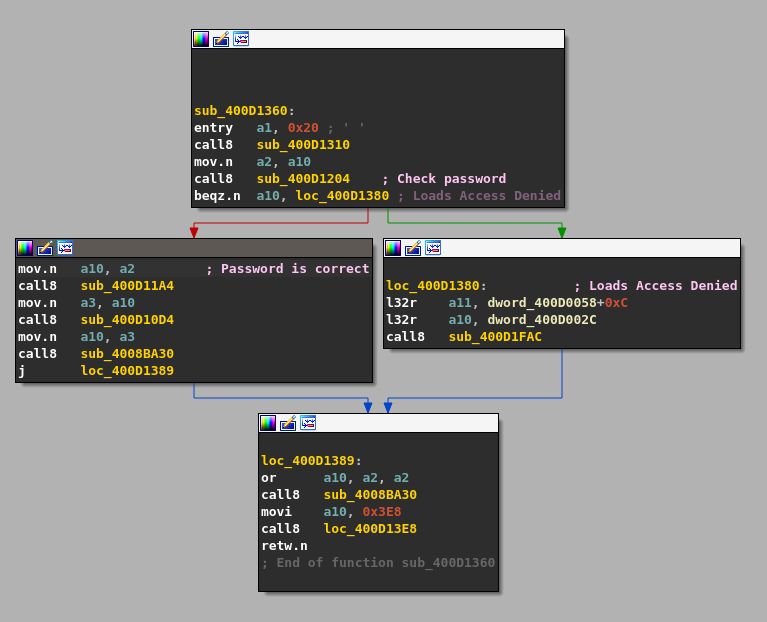 sub_400D1360:
entry   a1, 0x20 ; ' '
call8   sub_400D1310
mov.n   a2, a10
call8   sub_400D1204    ; Check password
beqz.n  a10, loc_400D1380 ; Loads Access Denied
mov.n   a10, a2         ; Password is correct
call8   sub_400D11A4
mov.n   a3, a10
call8   sub_400D10D4
mov.n   a10, a3
call8   sub_4008BA30
j       loc_400D1389
loc_400D1380:           ; Loads Access Denied
l32r    a11, dword_400D0058+0xC
l32r    a10, dword_400D002C
call8   sub_400D1FAC
loc_400D1389:
or      a10, a2, a2
call8   sub_4008BA30
movi    a10, 0x3E8
call8   loc_400D13E8
retw.n
; End of function sub_400D1360